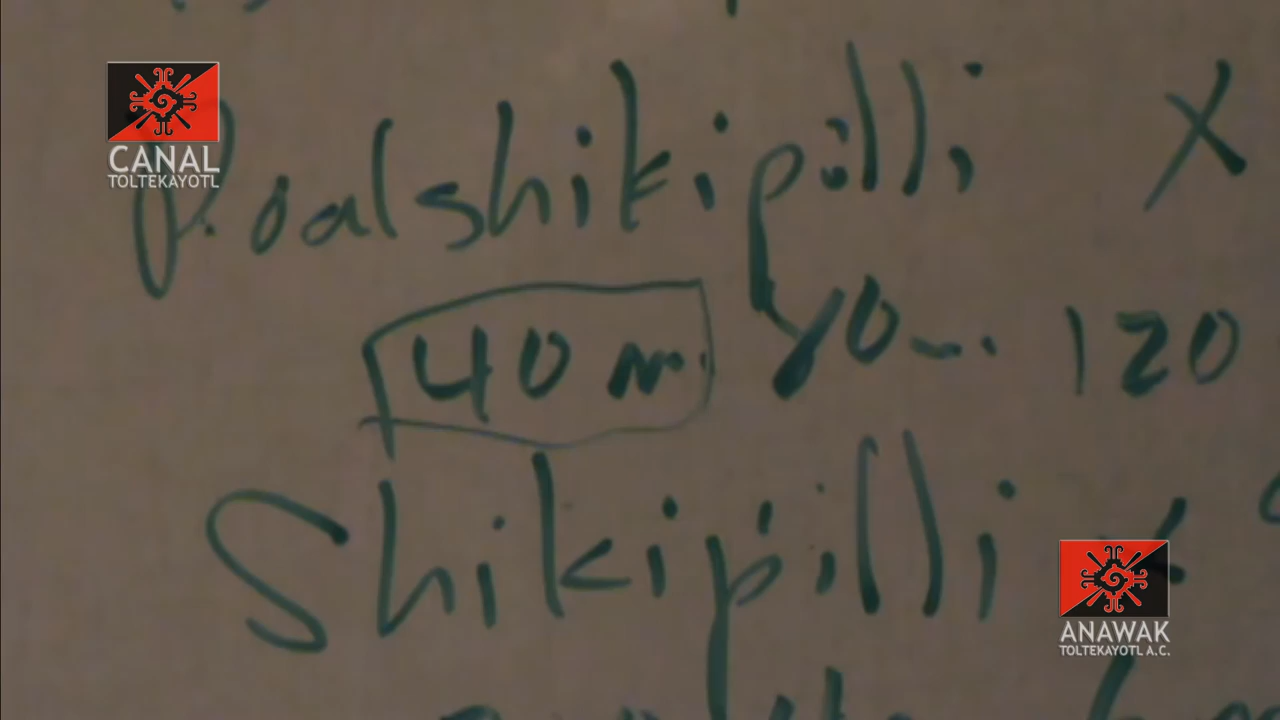 CANAL
TOLTEKAYOTL
Poalshikipilli X
40 m. 80... 120
Shikipilli
ANAWAK
TOLTEKAYOTL A.C.